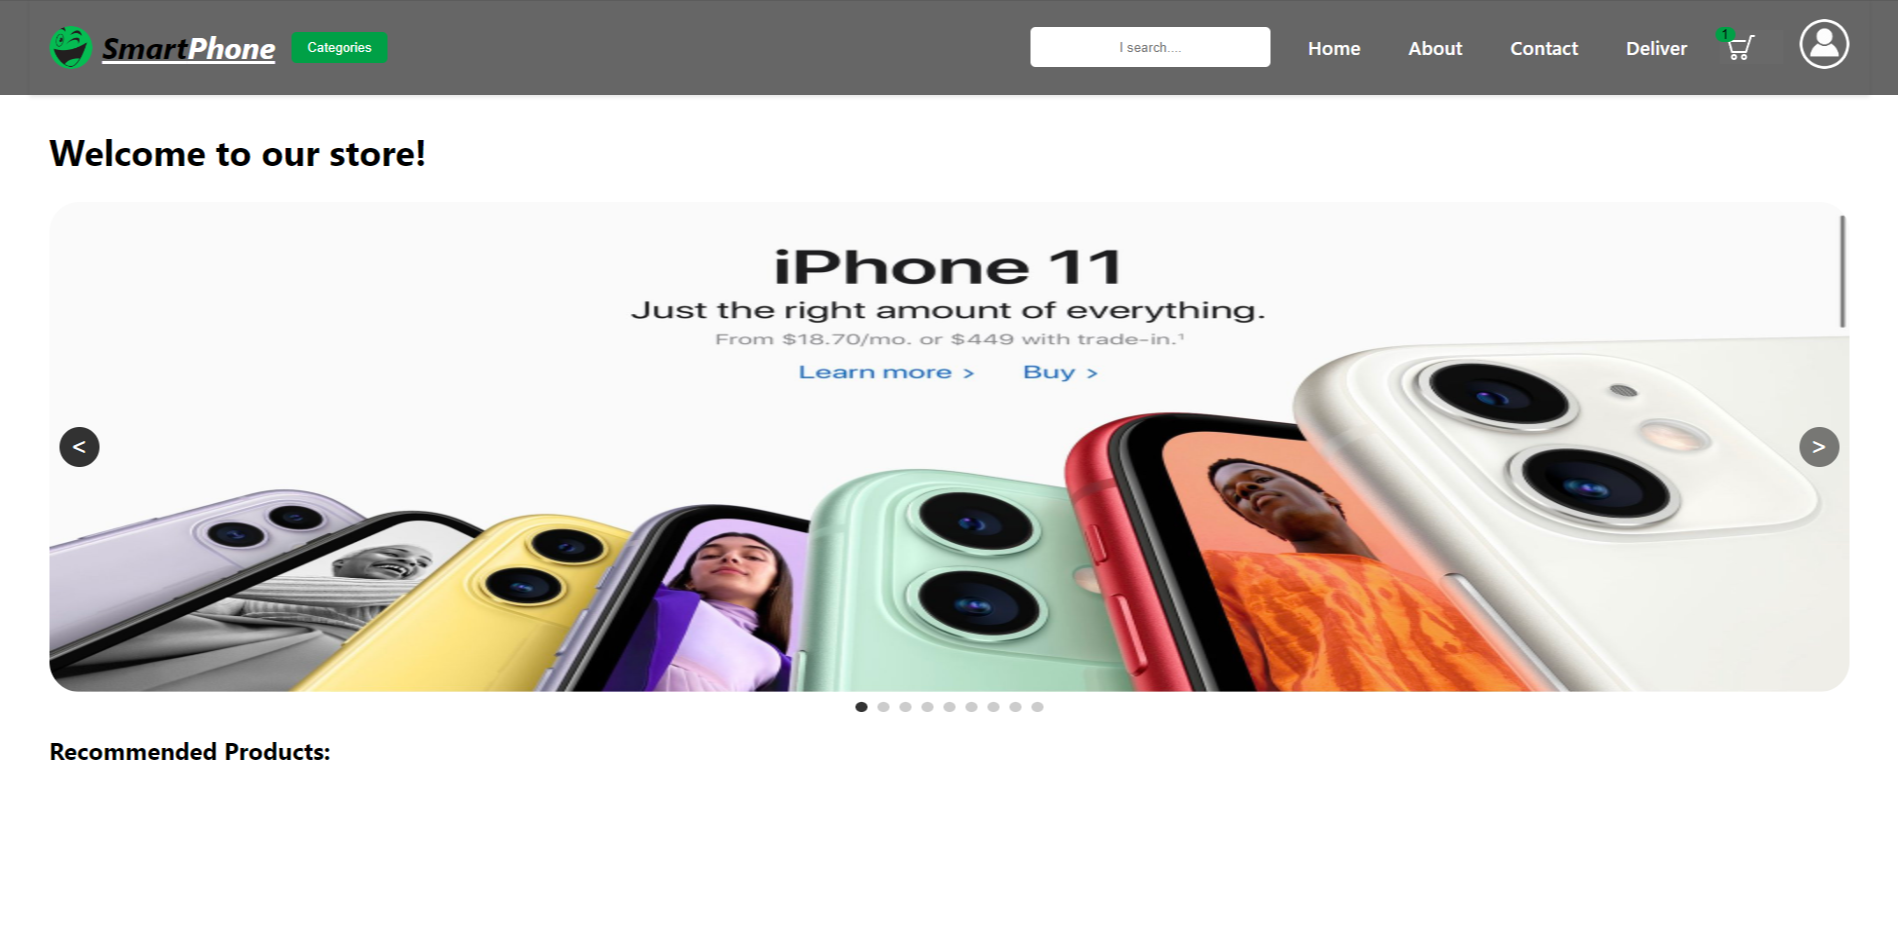 SmartPhone
Categories
I search....
Home
About
Contact
Deliver
1
Welcome to our store!
iPhone 11
Just the right amount of everything.
From $18.70/mo. or $449 with trade-in.¹
Learn more >
Buy >
<
>
Recommended Products: